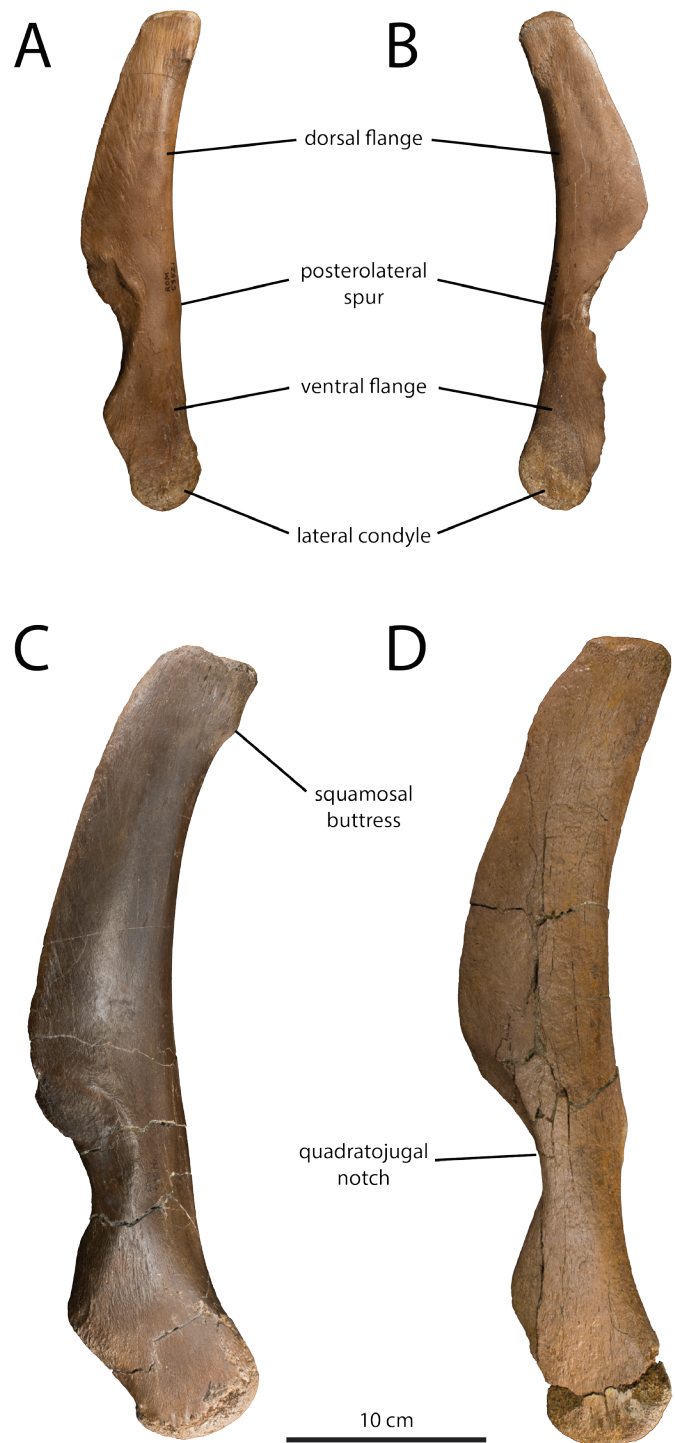 A
B
dorsal flange
posterolateral
spur
ventral flange
lateral condyle
C
D
squamosal
buttress
quadratojugal
notch
10 cm